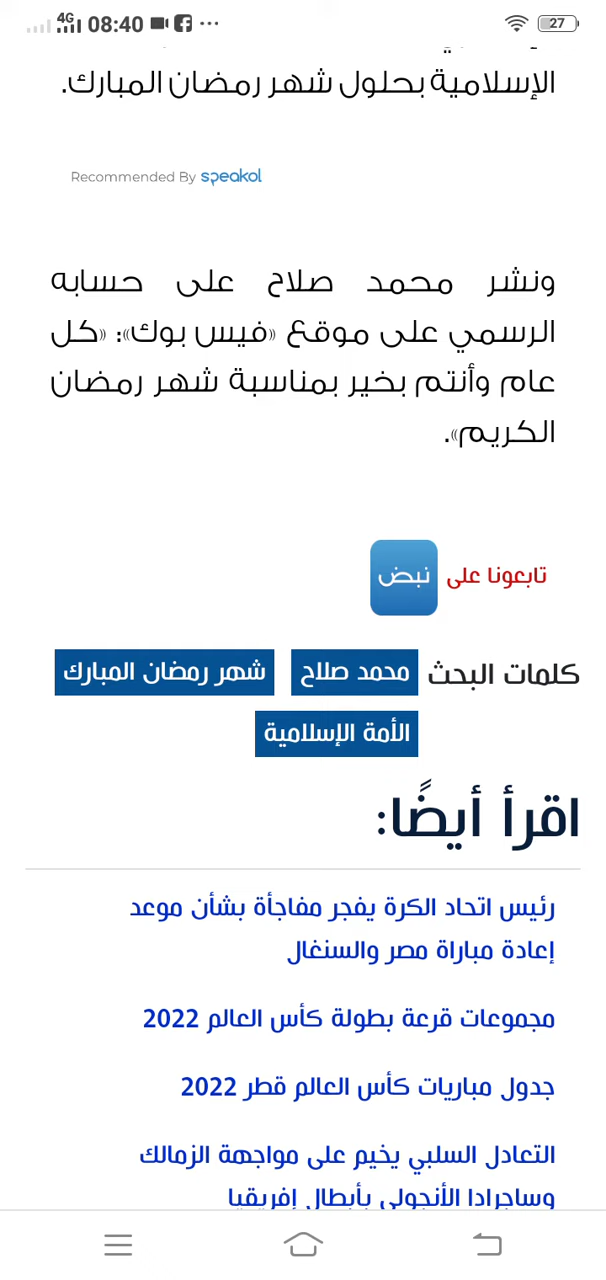 4G 08:40
27
الإسلامية بحلول شهر رمضان المبارك.
Recommended By speakol
ونشر محمد صلاح على حسابه
الرسمي على موقع «فيس بوك»: «كل
عام وأنتم بخير بمناسبة شهر رمضان
الكريم».
تابعونا على نبض
كلمات البحث محمد صلاح شهر رمضان المبارك
الأمة الإسلامية
اقرأ أيضًا:
رئيس اتحاد الكرة يفجر مفاجأة بشأن موعد
إعادة مباراة مصر والسنغال
مجموعات قرعة بطولة كأس العالم 2022
جدول مباريات كأس العالم قطر 2022
التعادل السلبي يخيم على مواجهة الزمالك
وساجرادا الأنجولي بأبطال إفريقيا